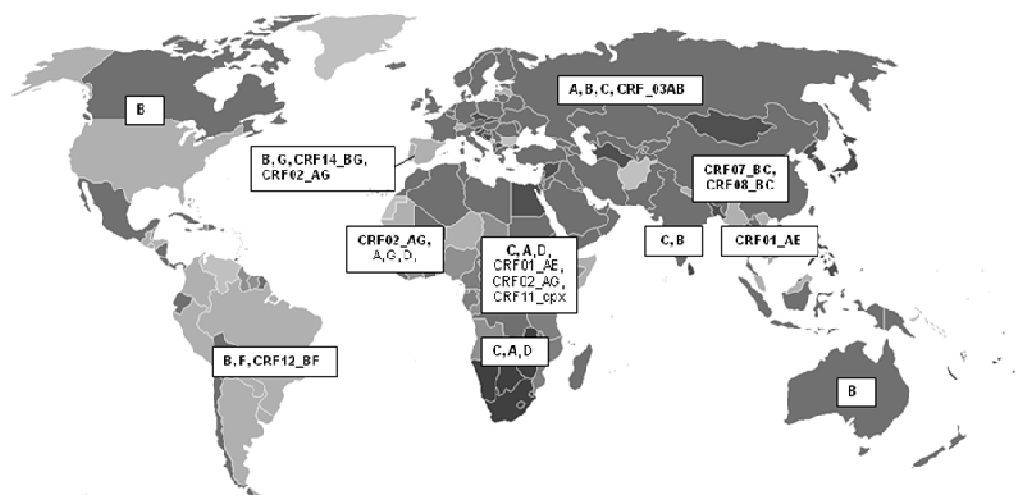 B
A, B, C, CRF_03AB
B, G, CRF14_BG,
CRF02_AG
CRF07_BC,
CRF08_BC
CRF02_AG,
A, G, D,
C, A, D,
CRF01_AE,
CRF02_AG,
CRF11_cpx
C, B
CRF01_AE
B, F, CRF12_BF
C, A, D
B